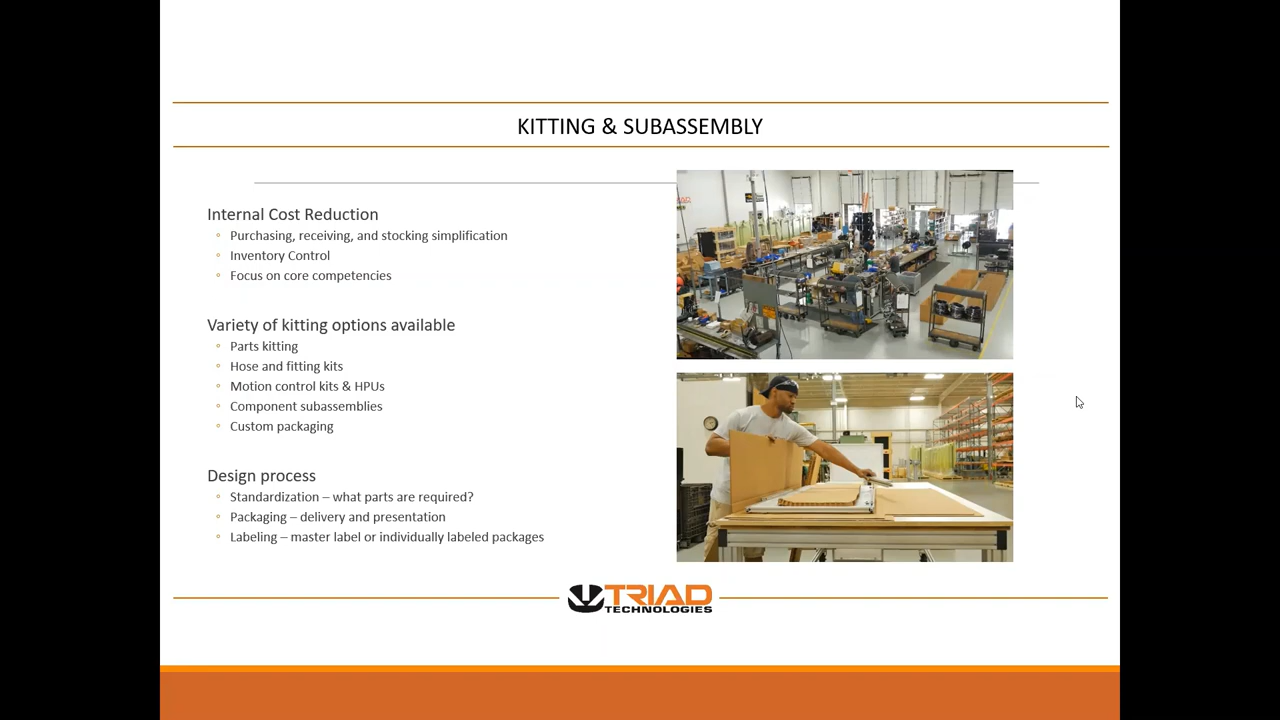 KITTING & SUBASSEMBLY
Internal Cost Reduction
Purchasing, receiving, and stocking simplification
Inventory Control
Focus on core competencies
Variety of kitting options available
Parts kitting
Hose and fitting kits
Motion control kits & HPUs
Component subassemblies
Custom packaging
Design process
Standardization – what parts are required?
Packaging – delivery and presentation
Labeling – master label or individually labeled packages
TRIAD
TECHNOLOGIES